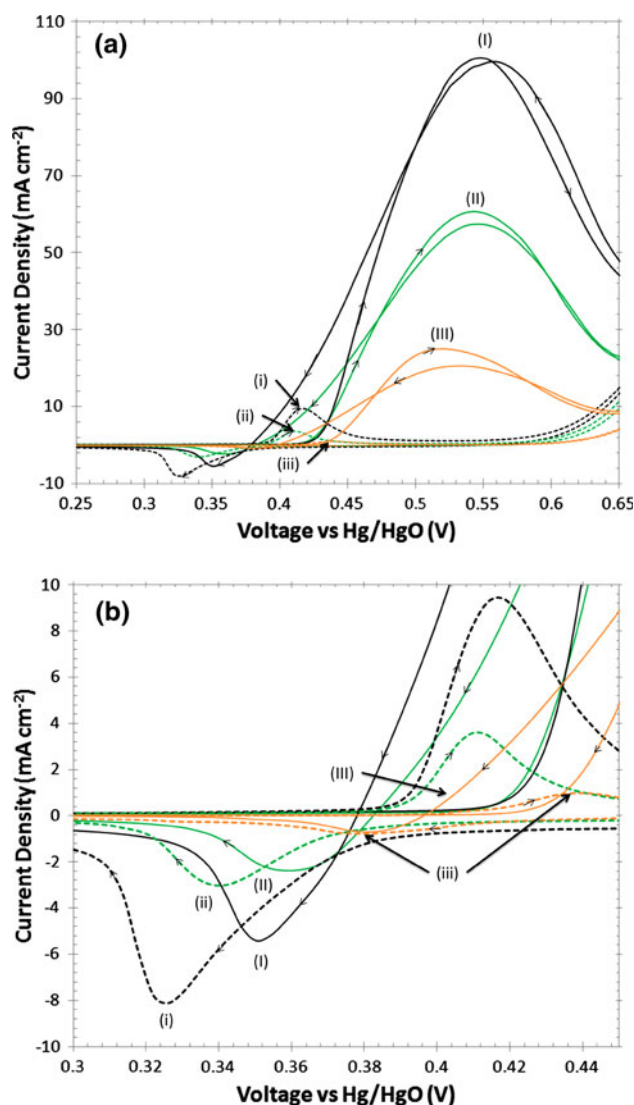 (a)
Current Density (mA cm⁻²)
110
90
70
50
30
10
-10
0.25
0.3
0.35
0.4
0.45
0.5
0.55
0.6
0.65
Voltage vs Hg/HgO (V)
(I)
(II)
(III)
(i)
(ii)
(iii)
(b)
Current Density (mA cm⁻²)
10
8
6
4
2
0
-2
-4
-6
-8
-10
0.3
0.32
0.34
0.36
0.38
0.4
0.42
0.44
Voltage vs Hg/HgO (V)
(III)
(iii)
(II)
(ii)
(I)
(i)